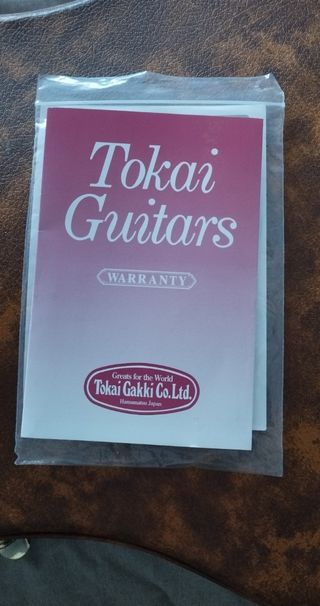 Tokai
Guitars
WARRANTY
Greats for the World
Tokai Gakki Co. Ltd.
Hamamatsu Japan